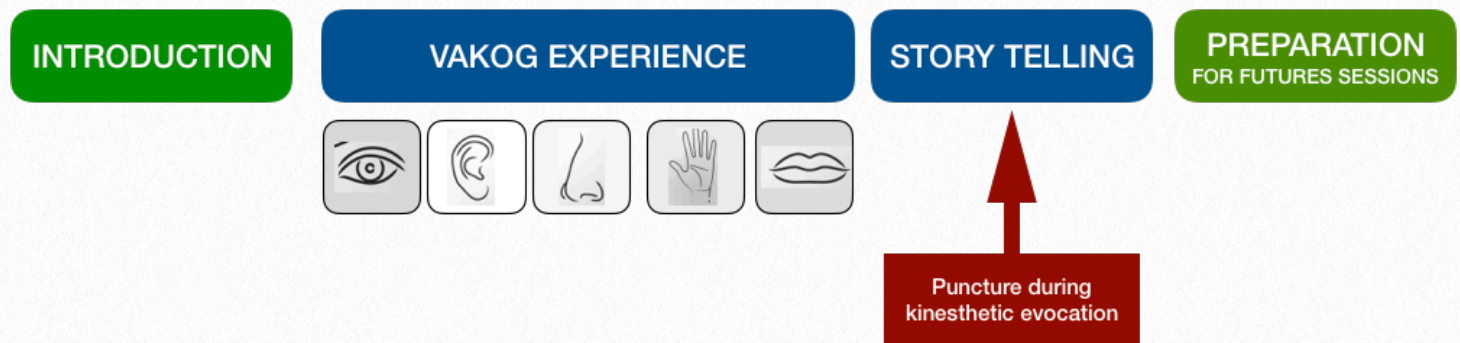 INTRODUCTION
VAKOG EXPERIENCE
STORY TELLING
PREPARATION
FOR FUTURES SESSIONS
Puncture during
kinesthetic evocation